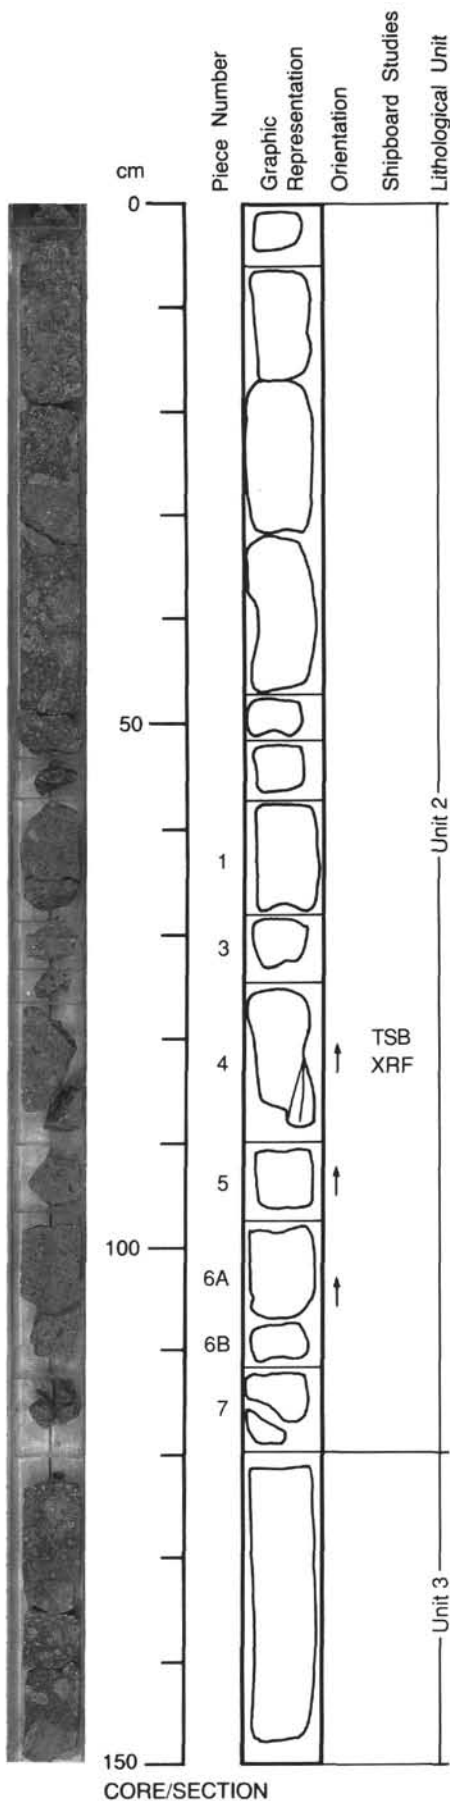 cm
Piece Number
Graphic
Representation
Orientation
Shipboard Studies
Lithological Unit
0
50
Unit 2
1
3
TSB
4
XRF
5
100
6A
6B
7
Unit 3
150
CORE/SECTION